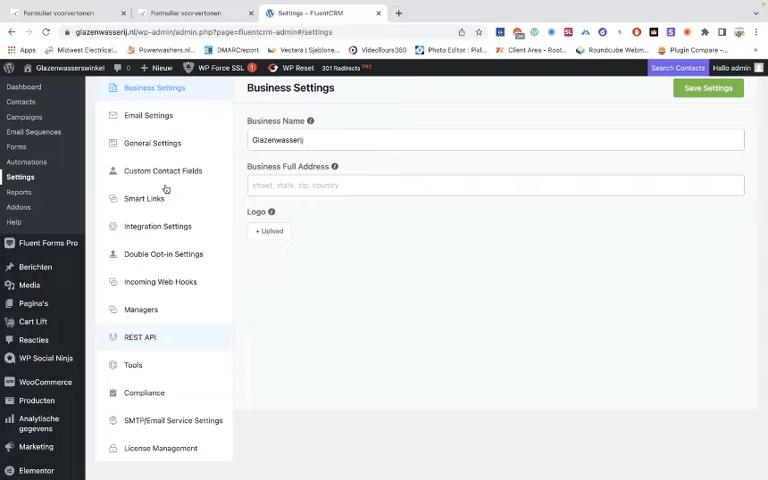 Formulier voorvertonen
Formulier voorvertonen
Settings - FluentCRM
glazenwasserij.nl/wp-admin/admin.php?page=fluentcrm-admin#/settings
Apps
Midwest Electrical...
Powerwashers.nl...
DMARCreport
Vectera | Sjablone...
VideoTours360
Photo Editor : Pixl...
Client Area - Root...
Roundcube Webm...
Plugin Compare -...
Glazenwasserswinkel
0
Nieuw
WP Force SSL
1
WP Reset
301 Redirects PRO
Search Contacts
Hallo admin
Dashboard
Contacts
Campaigns
Email Sequences
Forms
Automations
Settings
Reports
Addons
Help
Fluent Forms Pro
Berichten
Media
Pagina's
Cart Lift
Reacties
WP Social Ninja
WooCommerce
Producten
Analytische
gegevens
Marketing
Elementor
Business Settings
Email Settings
General Settings
Custom Contact Fields
Smart Links
Integration Settings
Double Opt-in Settings
Incoming Web Hooks
Managers
REST API
Tools
Compliance
SMTP/Email Service Settings
License Management
Business Settings
Save Settings
Business Name
Glazenwasserij
Business Full Address
street, state, zip, country
Logo
+ Upload